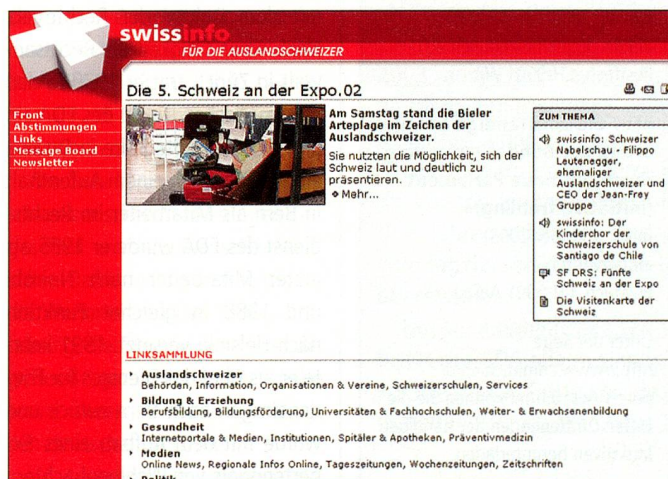 swissinfo
FÜR DIE AUSLANDSCHWEIZER
Die 5. Schweiz an der Expo.02
Front
Abstimmungen
Links
Message Board
Newsletter
Am Samstag stand die Bieler
Arteplage im Zeichen der
Auslandschweizer.
Sie nutzten die Möglichkeit, sich der
Schweiz laut und deutlich zu
präsentieren.
Mehr...
ZUM THEMA
swissinfo: Schweizer
Nabelschau - Filippo
Leutenegger,
ehemaliger
Auslandschweizer und
CEO der Jean-Frey
Gruppe
swissinfo: Der
Kinderchor der
Schweizerschule von
Santiago de Chile
SF DRS: Fünfte
Schweiz an der Expo
Die Visitenkarte der
Schweiz
LINKSAMMLUNG
Auslandschweizer
Behörden, Information, Organisationen & Vereine, Schweizerschulen, Services
Bildung & Erziehung
Berufsbildung, Bildungsförderung, Universitäten & Fachhochschulen, Weiter- & Erwachsenenbildung
Gesundheit
Internetportale & Medien, Institutionen, Spitäler & Apotheken, Präventivmedizin
Medien
Online News, Regionale Infos Online, Tageszeitungen, Wochenzeitungen, Zeitschriften
Politik